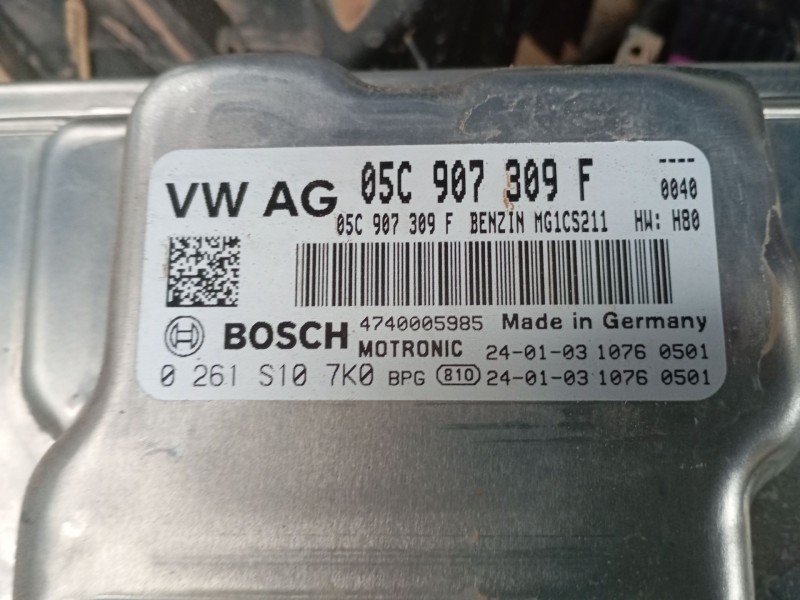 VW AG 05C 907 309 F ----
0040
05C 907 309 F BENZIN MG1CS211 HW: H80
BOSCH 4740005985 Made in Germany
MOTRONIC 24-01-03 1076 0501
0 261 S10 7K0 BPG 810 24-01-03 1076 0501